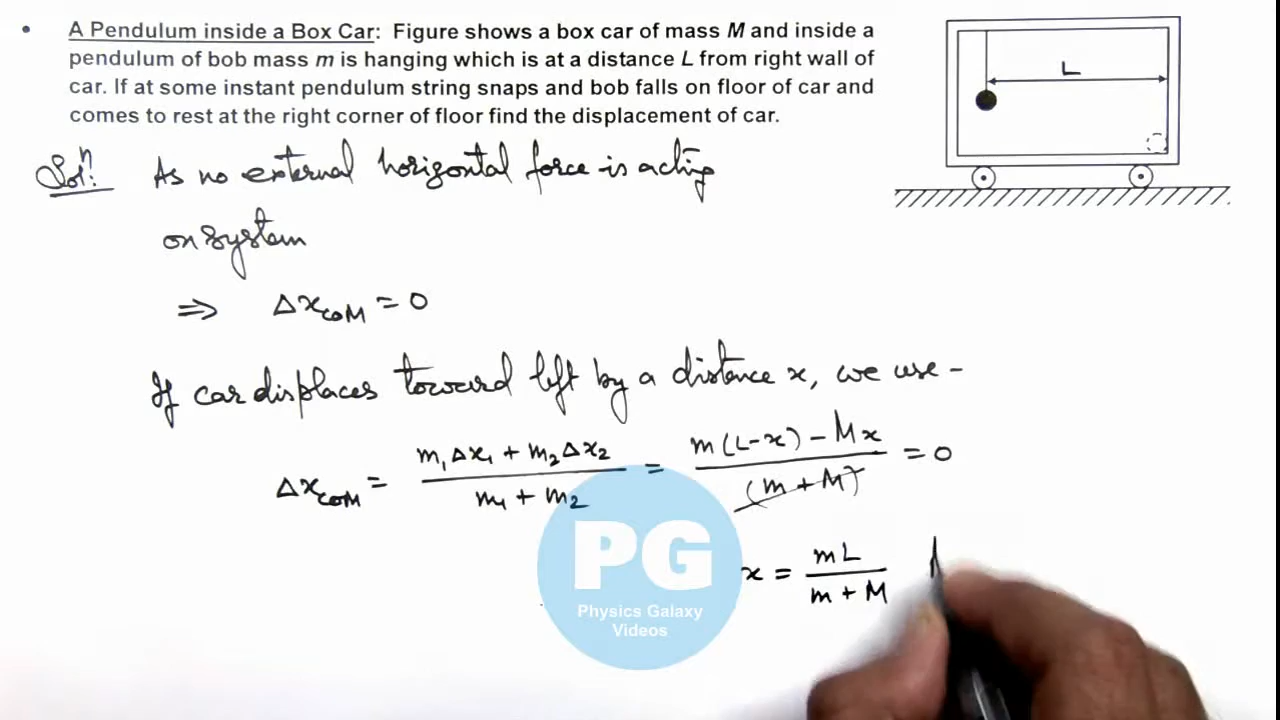 • A Pendulum inside a Box Car: Figure shows a box car of mass M and inside a
pendulum of bob mass m is hanging which is at a distance L from right wall of
car. If at some instant pendulum string snaps and bob falls on floor of car and
comes to rest at the right corner of floor find the displacement of car.
L
Solⁿ: As no external horizontal force is acting
on system
⇒ Δx_COM = 0
If car displaces toward left by a distance x, we use –
Δx_COM = (m₁Δx₁ + m₂Δx₂)/(m₁ + m₂) = (m(L-x) – Mx)/(m + M) = 0
x = mL/(m + M)
PG
Physics Galaxy
Videos